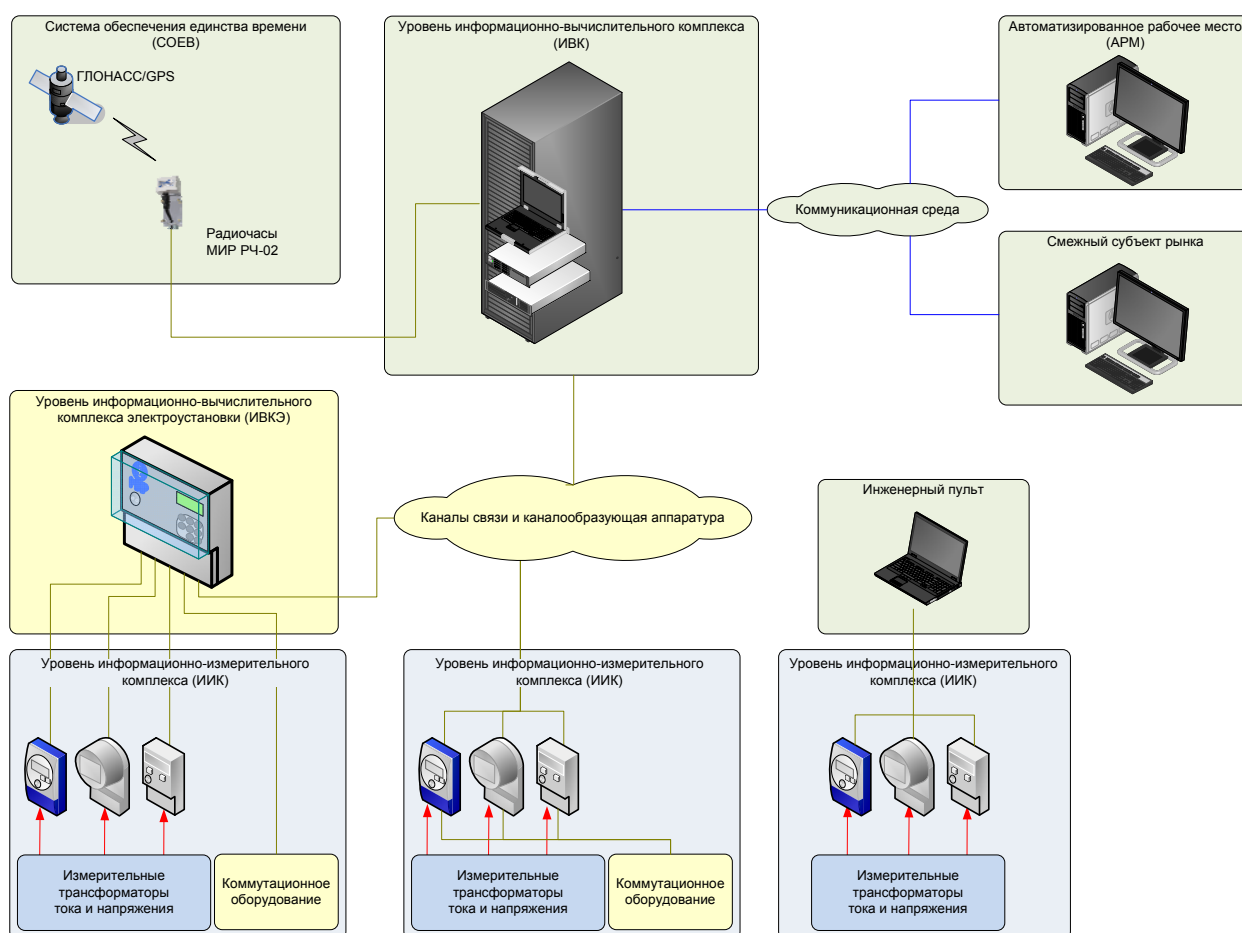 Система обеспечения единства времени
(СОЕВ)
ГЛОНАСС/GPS
Радиочасы
МИР РЧ-02
Уровень информационно-вычислительного комплекса
(ИВК)
Автоматизированное рабочее место
(АРМ)
Коммуникационная среда
Смежный субъект рынка
Уровень информационно-вычислительного
комплекса электроустановки (ИВКЭ)
Каналы связи и каналообразующая аппаратура
Инженерный пульт
Уровень информационно-измерительного
комплекса (ИИК)
Измерительные
трансформаторы
тока и напряжения
Коммутационное
оборудование
Уровень информационно-измерительного
комплекса (ИИК)
Измерительные
трансформаторы
тока и напряжения
Коммутационное
оборудование
Уровень информационно-измерительного
комплекса (ИИК)
Измерительные
трансформаторы
тока и напряжения